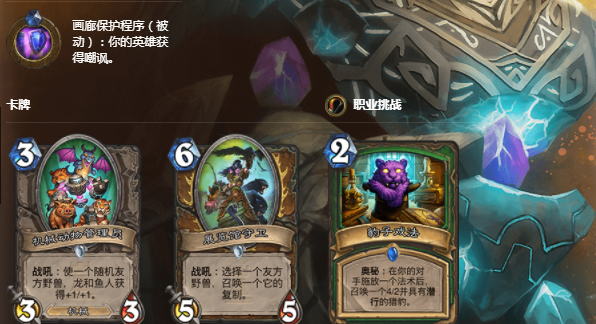 画廊保护程序（被
动）：你的英雄获
得嘲讽。
卡牌
职业挑战
3
机械动物管理员
战吼：使一个随机友
方野兽，龙和鱼人获
得+1/+1。
机械
3
3
6
展览馆守卫
战吼：选择一个友方
野兽，召唤一个它的
复制。
5
5
2
豹子戏法
奥秘：在你的对
手施放一个法术后，
召唤一个4/2并具有潜
行的猎豹。